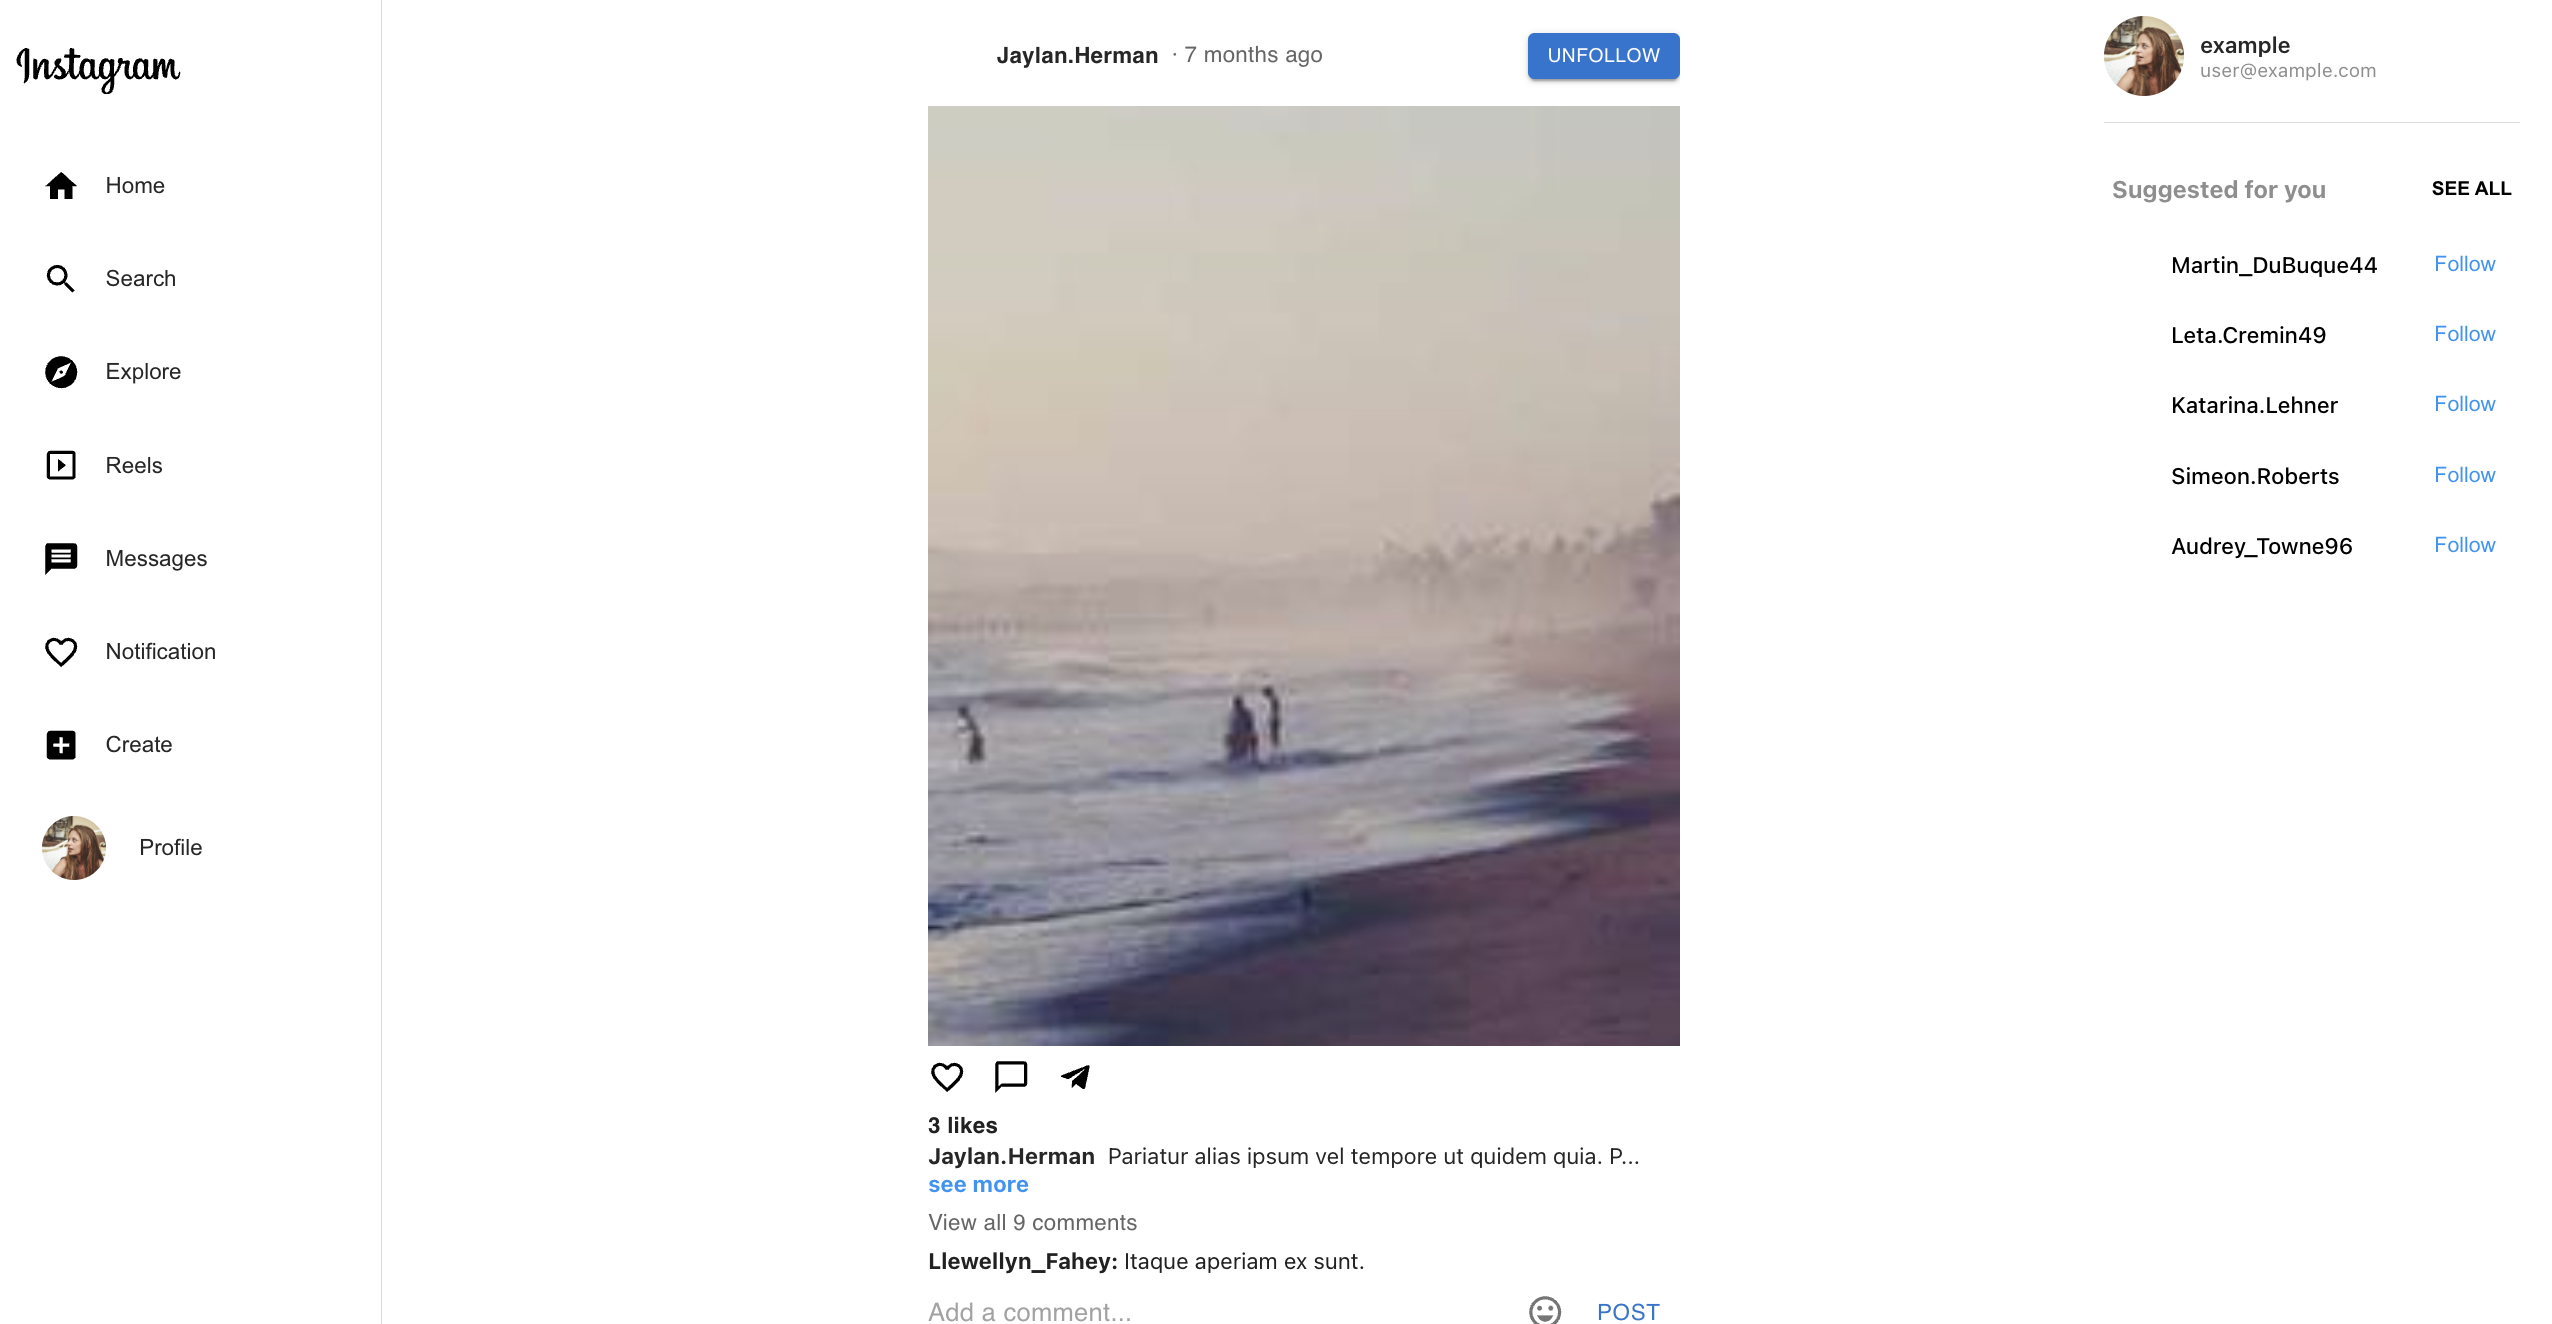 Instagram
Home
Search
Explore
Reels
Messages
Notification
Create
Profile
Jaylan.Herman · 7 months ago
UNFOLLOW
3 likes
Jaylan.Herman Pariatur alias ipsum vel tempore ut quidem quia. P...
see more
View all 9 comments
Llewellyn_Fahey: Itaque aperiam ex sunt.
Add a comment...
POST
example
user@example.com
Suggested for you SEE ALL
Martin_DuBuque44 Follow
Leta.Cremin49 Follow
Katarina.Lehner Follow
Simeon.Roberts Follow
Audrey_Towne96 Follow